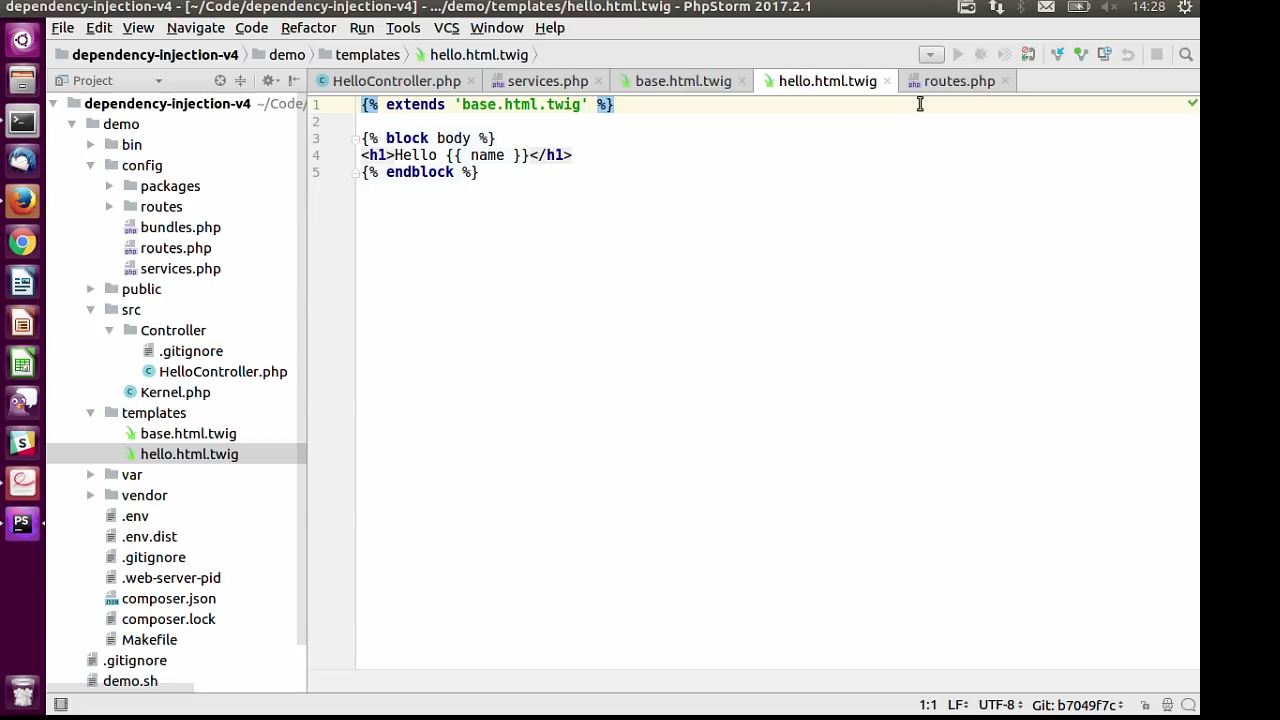 dependency-injection-v4 - [~/Code/dependency-injection-v4] - .../demo/templates/hello.html.twig - PhpStorm 2017.2.1
14:28
File Edit View Navigate Code Refactor Run Tools VCS Window Help
dependency-injection-v4 demo templates hello.html.twig
Project
HelloController.php services.php base.html.twig hello.html.twig routes.php
dependency-injection-v4 ~/Code/
demo
bin
config
packages
routes
bundles.php
routes.php
services.php
public
src
Controller
.gitignore
HelloController.php
Kernel.php
templates
base.html.twig
hello.html.twig
var
vendor
.env
.env.dist
.gitignore
.web-server-pid
composer.json
composer.lock
Makefile
.gitignore
demo.sh
1 {% extends 'base.html.twig' %}
2
3 {% block body %}
4 <h1>Hello {{ name }}</h1>
5 {% endblock %}
1:1 LF UTF-8 Git: b7049f7c